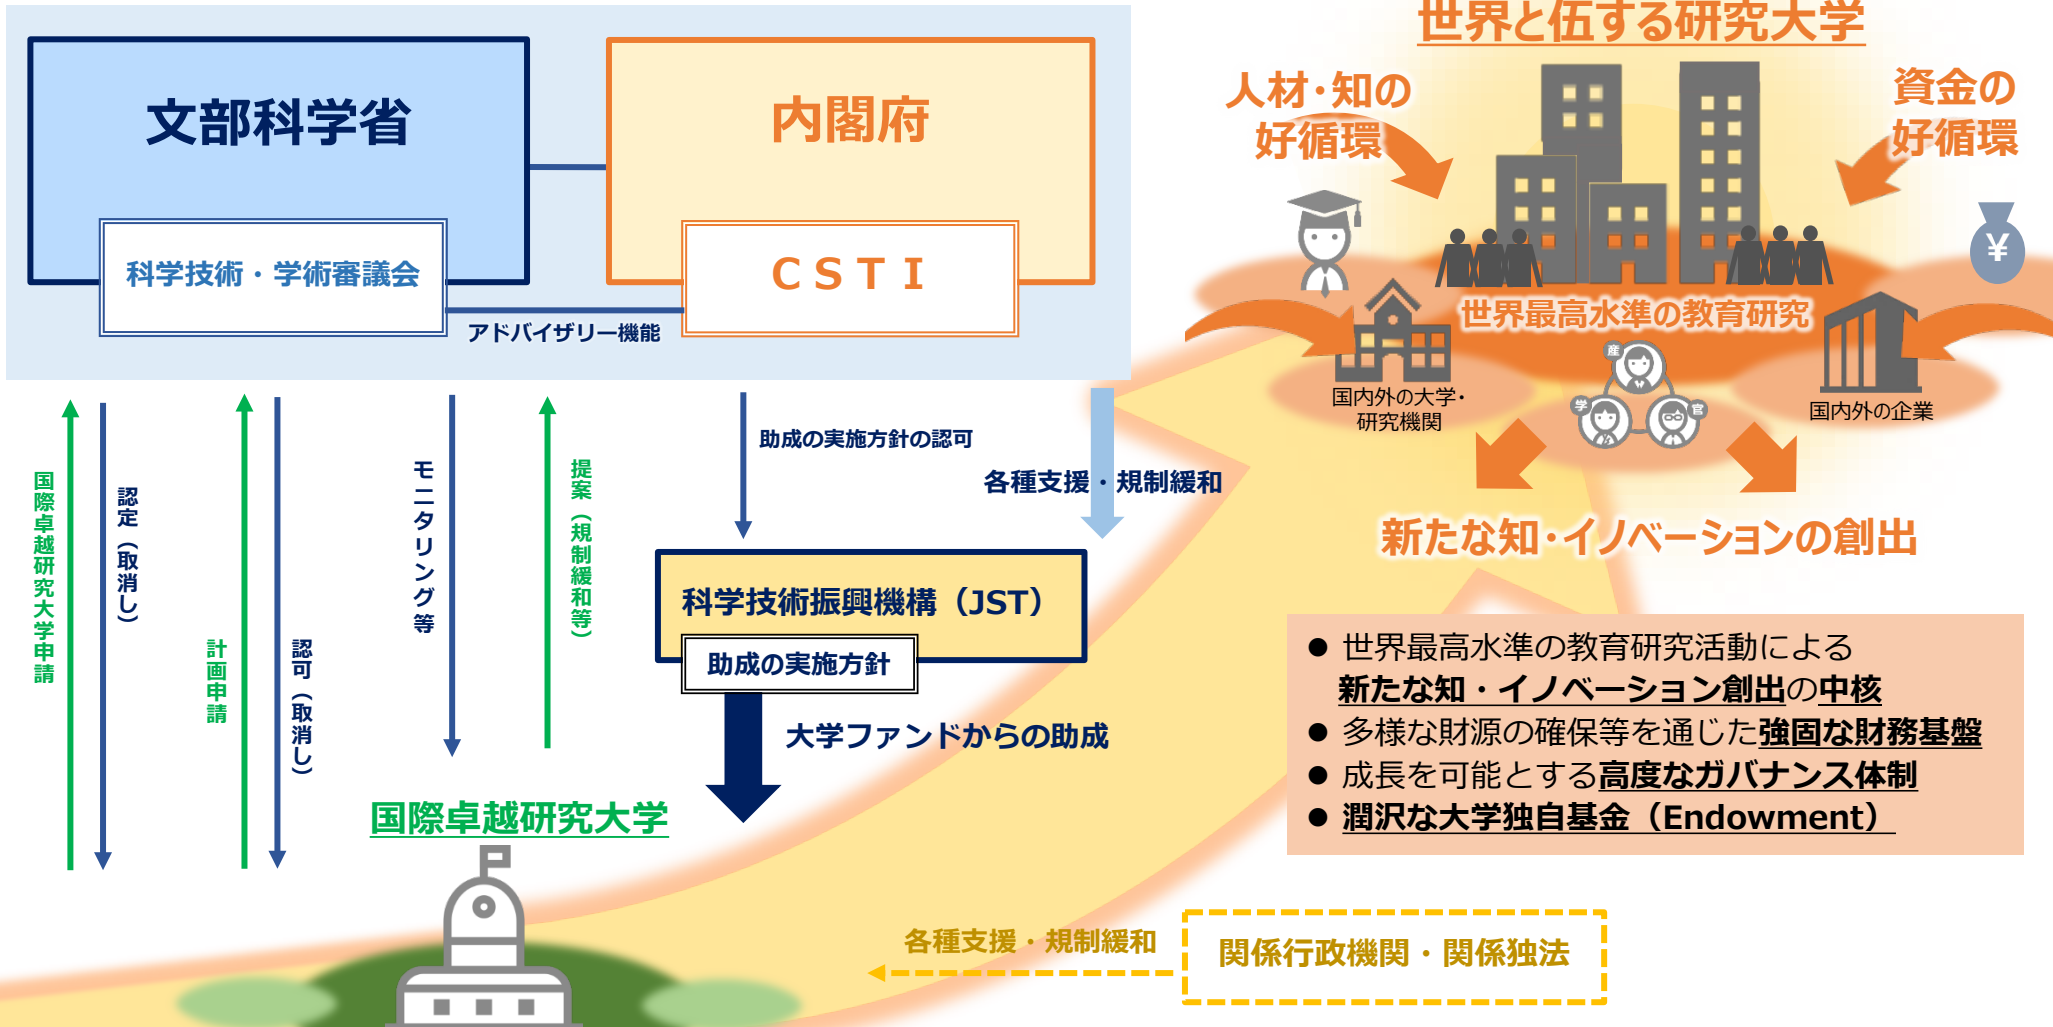 文部科学省
内閣府
科学技術・学術審議会
ＣＳＴＩ
アドバイザリー機能
国際卓越研究大学申請
認定（取消し）
計画申請
認可（取消し）
モニタリング等
提案（規制緩和等）
助成の実施方針の認可
各種支援・規制緩和
科学技術振興機構（JST）
助成の実施方針
大学ファンドからの助成
国際卓越研究大学
各種支援・規制緩和
関係行政機関・関係独法
世界と伍する研究大学
人材・知の
好循環
資金の
好循環
¥
世界最高水準の教育研究
産
学
官
国内外の大学・
研究機関
国内外の企業
新たな知・イノベーションの創出
● 世界最高水準の教育研究活動による
新たな知・イノベーション創出の中核
● 多様な財源の確保等を通じた強固な財務基盤
● 成長を可能とする高度なガバナンス体制
● 潤沢な大学独自基金（Endowment）